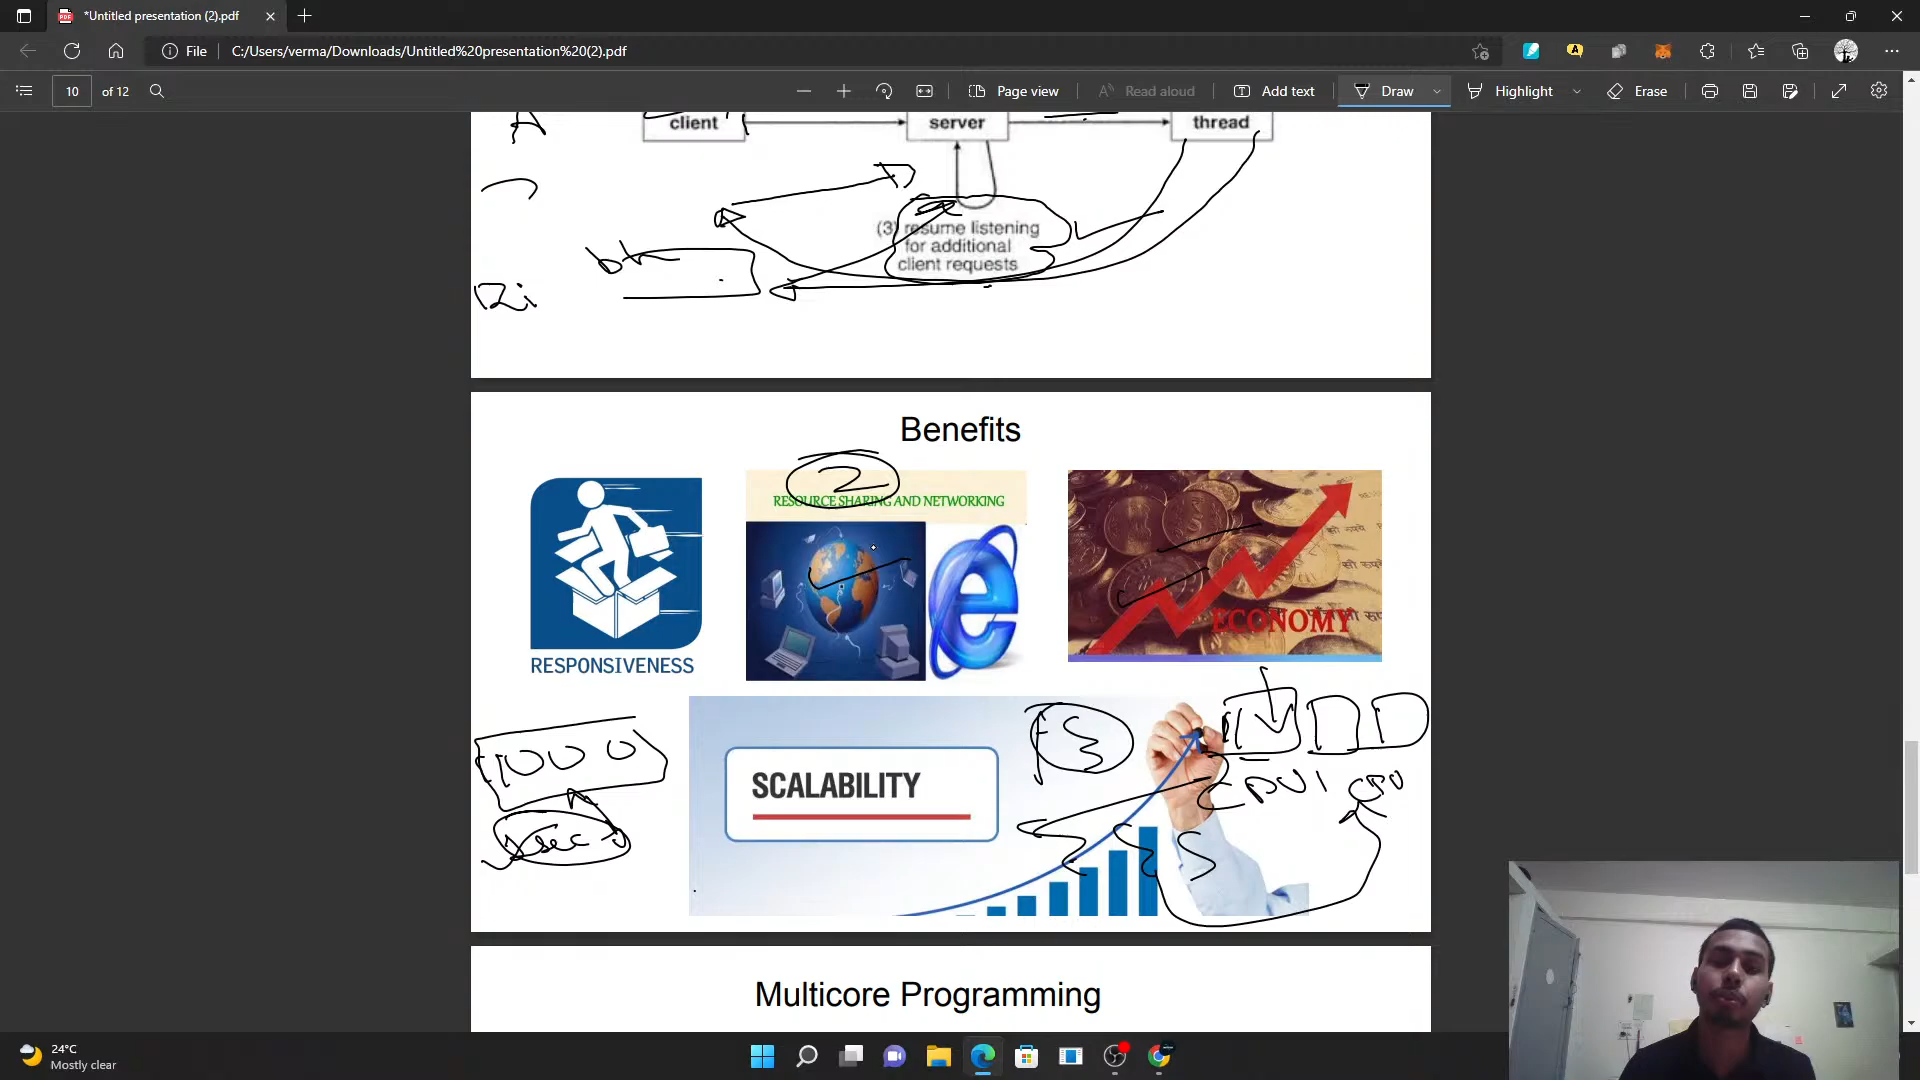 *Untitled presentation (2).pdf
File C:/Users/verma/Downloads/Untitled%20presentation%20(2).pdf
10 of 12
Page view
Read aloud
Add text
Draw
Highlight
Erase
A
client server thread
(3) resume listening
for additional
client requests
Benefits
2
RESOURCE SHARING AND NETWORKING
ECONOMY
RESPONSIVENESS
1000
SCALABILITY
Multicore Programming
24°C
Mostly clear